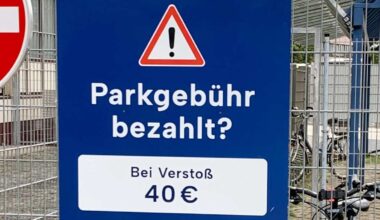 Parkgebühr
bezahlt?
Bei Verstoß
40 €